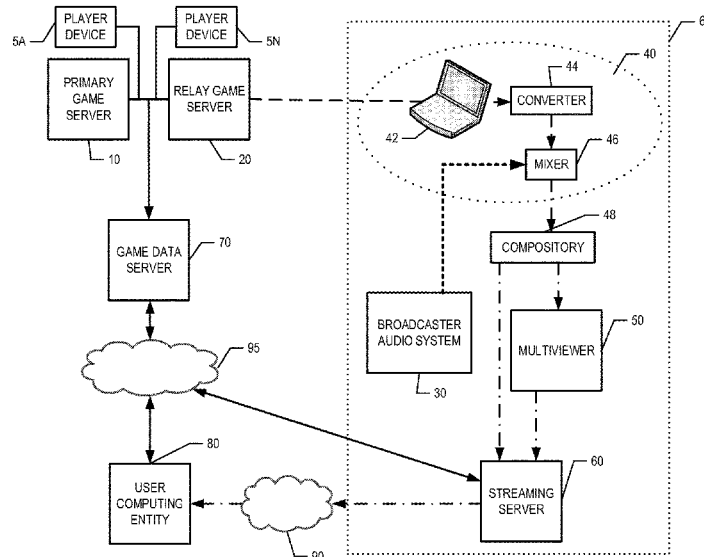 PLAYER
DEVICE
5A
PLAYER
DEVICE
5N
PRIMARY
GAME
SERVER
10
RELAY GAME
SERVER
20
40
42
44
CONVERTER
46
MIXER
48
COMPOSITORY
GAME DATA
SERVER
70
BROADCASTER
AUDIO SYSTEM
30
50
MULTIVIEWER
95
80
USER
COMPUTING
ENTITY
60
STREAMING
SERVER